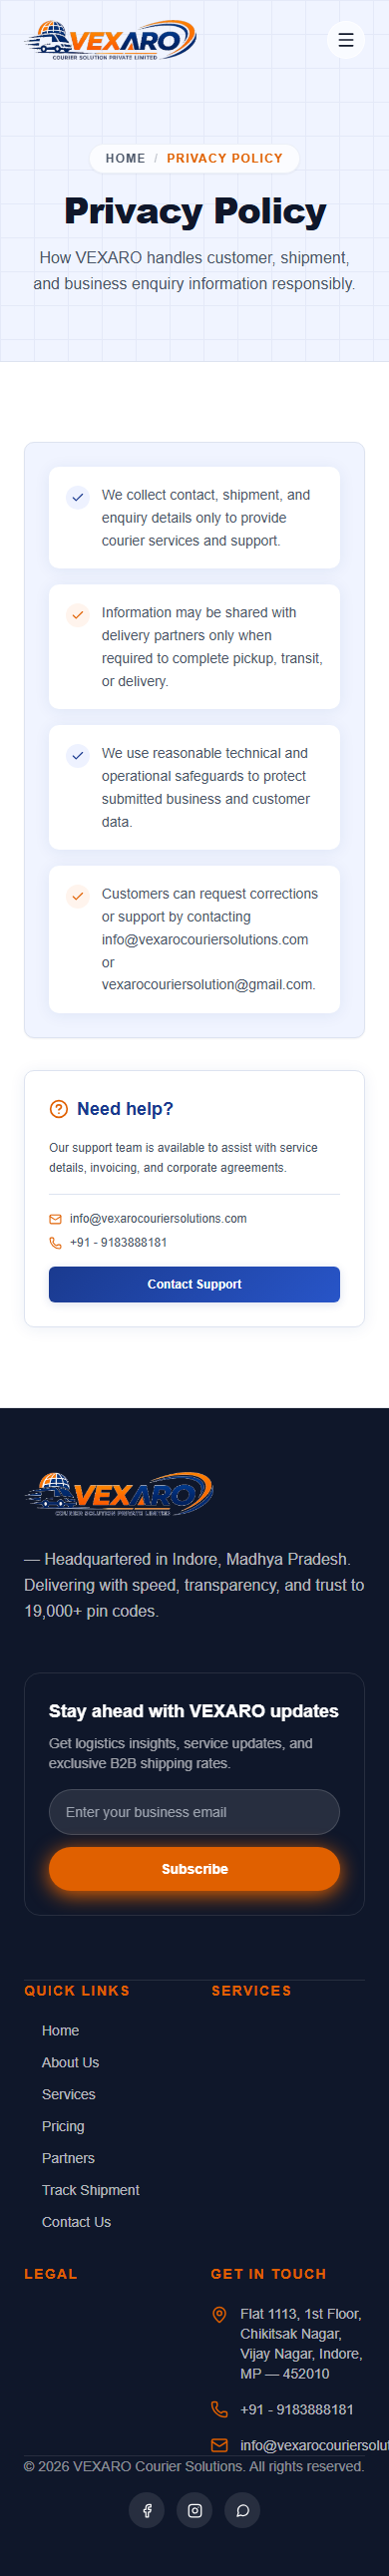 VEXARO
COURIER SOLUTION PRIVATE LIMITED
HOME / PRIVACY POLICY
Privacy Policy
How VEXARO handles customer, shipment,
and business enquiry information responsibly.
We collect contact, shipment, and
enquiry details only to provide
courier services and support.
Information may be shared with
delivery partners only when
required to complete pickup, transit,
or delivery.
We use reasonable technical and
operational safeguards to protect
submitted business and customer
data.
Customers can request corrections
or support by contacting
info@vexarocouriersolutions.com
or
vexarocouriersolution@gmail.com.
Need help?
Our support team is available to assist with service
details, invoicing, and corporate agreements.
info@vexarocouriersolutions.com
+91 - 9183888181
Contact Support
VEXARO
COURIER SOLUTION PRIVATE LIMITED
— Headquartered in Indore, Madhya Pradesh.
Delivering with speed, transparency, and trust to
19,000+ pin codes.
Stay ahead with VEXARO updates
Get logistics insights, service updates, and
exclusive B2B shipping rates.
Enter your business email
Subscribe
QUICK LINKS
Home
About Us
Services
Pricing
Partners
Track Shipment
Contact Us
SERVICES
LEGAL
GET IN TOUCH
Flat 1113, 1st Floor,
Chikitsak Nagar,
Vijay Nagar, Indore,
MP — 452010
+91 - 9183888181
info@vexarocouriersolut
© 2026 VEXARO Courier Solutions. All rights reserved.